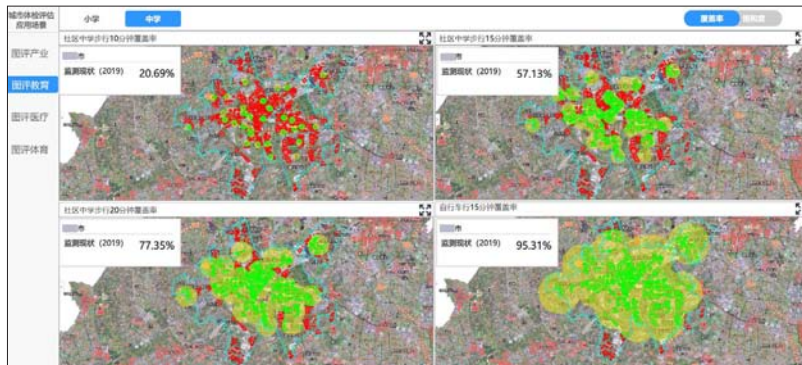 城市体检评估
应用场景
小学
中学
覆盖率
图评产业
图评教育
图评医疗
图评体育
社区中学步行10分钟覆盖率
市
监测现状（2019） 20.69%
社区中学步行15分钟覆盖率
市
监测现状（2019） 57.13%
社区中学步行20分钟覆盖率
市
监测现状（2019） 77.35%
自行车行15分钟覆盖率
市
监测现状（2019） 95.31%